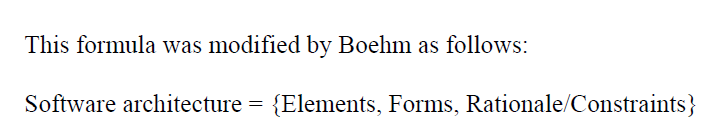 This formula was modified by Boehm as follows:
Software architecture = {Elements, Forms, Rationale/Constraints}